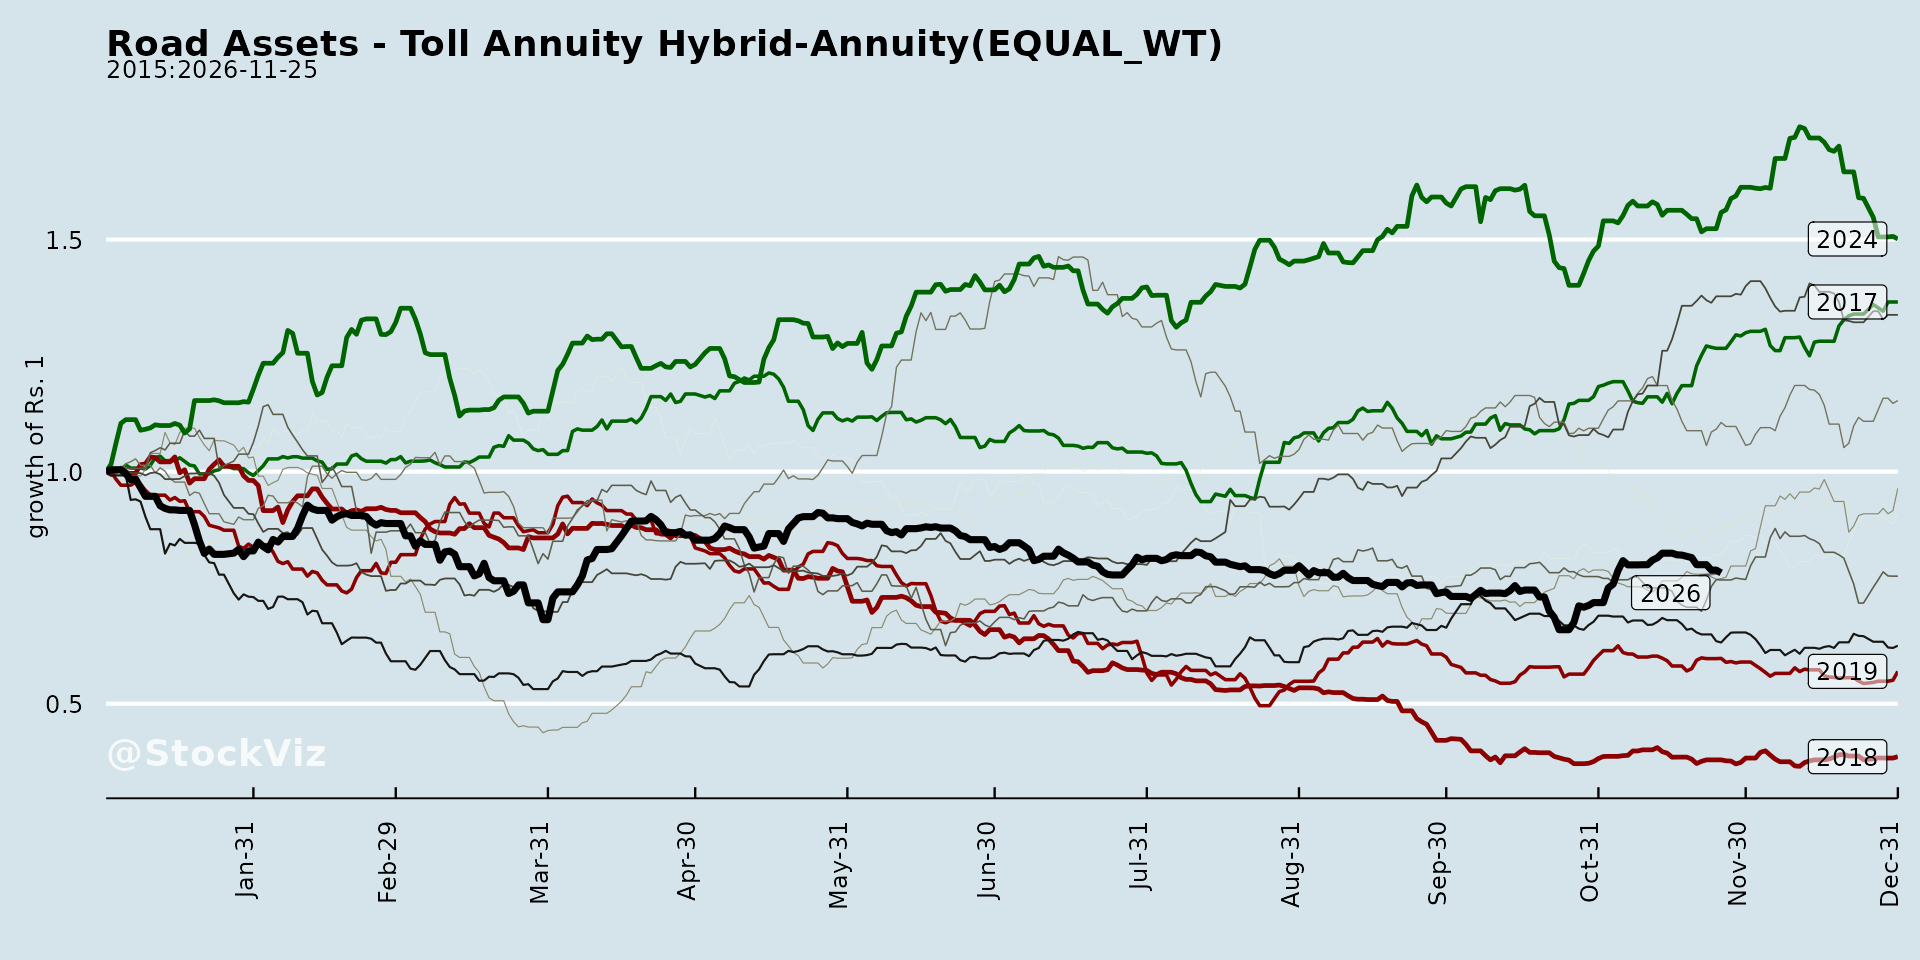 Road Assets - Toll Annuity Hybrid-Annuity(EQUAL_WT)
2015:2026-11-25
growth of Rs. 1
1.5
1.0
0.5
2024
2017
2026
2019
2018
@StockViz
Jan-31
Feb-29
Mar-31
Apr-30
May-31
Jun-30
Jul-31
Aug-31
Sep-30
Oct-31
Nov-30
Dec-31